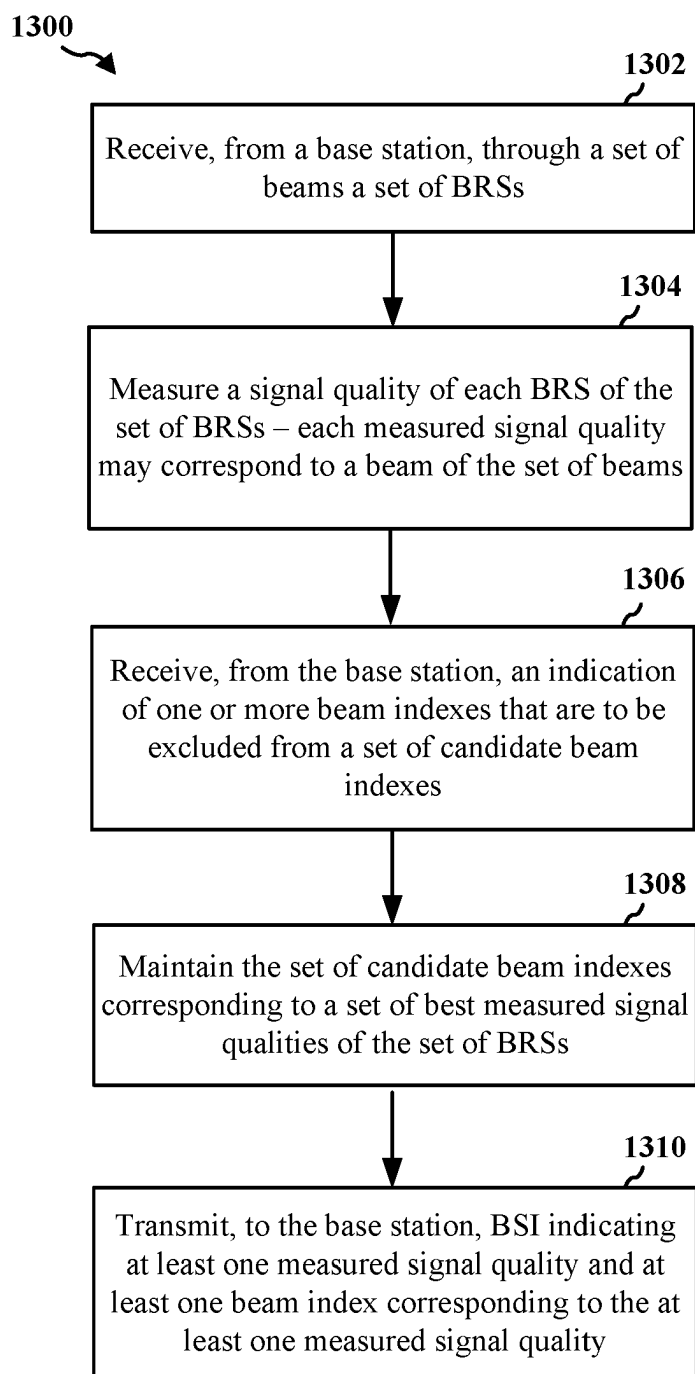 1300
1302
Receive, from a base station, through a set of
beams a set of BRSs
1304
Measure a signal quality of each BRS of the
set of BRSs – each measured signal quality
may correspond to a beam of the set of beams
1306
Receive, from the base station, an indication
of one or more beam indexes that are to be
excluded from a set of candidate beam
indexes
1308
Maintain the set of candidate beam indexes
corresponding to a set of best measured signal
qualities of the set of BRSs
1310
Transmit, to the base station, BSI indicating
at least one measured signal quality and at
least one beam index corresponding to the at
least one measured signal quality